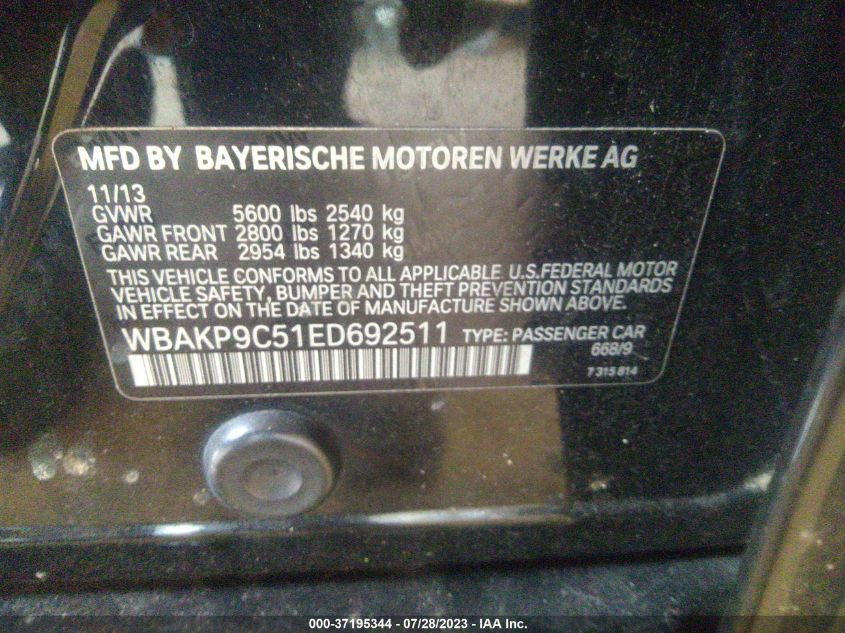 MFD BY BAYERISCHE MOTOREN WERKE AG
11/13
GVWR 5600 lbs 2540 kg
GAWR FRONT 2800 lbs 1270 kg
GAWR REAR 2954 lbs 1340 kg
THIS VEHICLE CONFORMS TO ALL APPLICABLE U.S.FEDERAL MOTOR
VEHICLE SAFETY, BUMPER AND THEFT PREVENTION STANDARDS
IN EFFECT ON THE DATE OF MANUFACTURE SHOWN ABOVE.
WBAKP9C51ED692511 TYPE: PASSENGER CAR
668/9
7 315 814
000-37195344 / 07/28/2023 - IAA Inc.